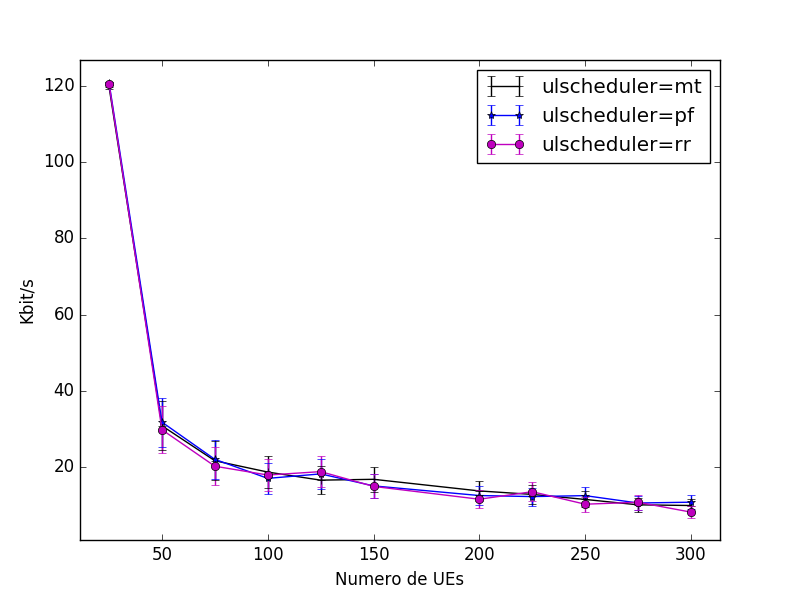 120
100
80
60
40
20
Kbit/s
ulscheduler=mt
ulscheduler=pf
ulscheduler=rr
50
100
150
200
250
300
Numero de UEs